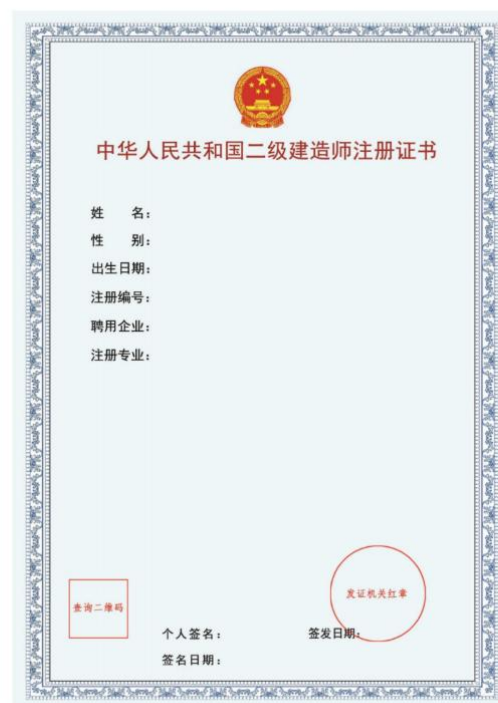 中华人民共和国二级建造师注册证书
姓　　名：
性　　别：
出生日期：
注册编号：
聘用企业：
注册专业：
查询二维码
发证机关红章
个人签名：　　签发日期：
签名日期：